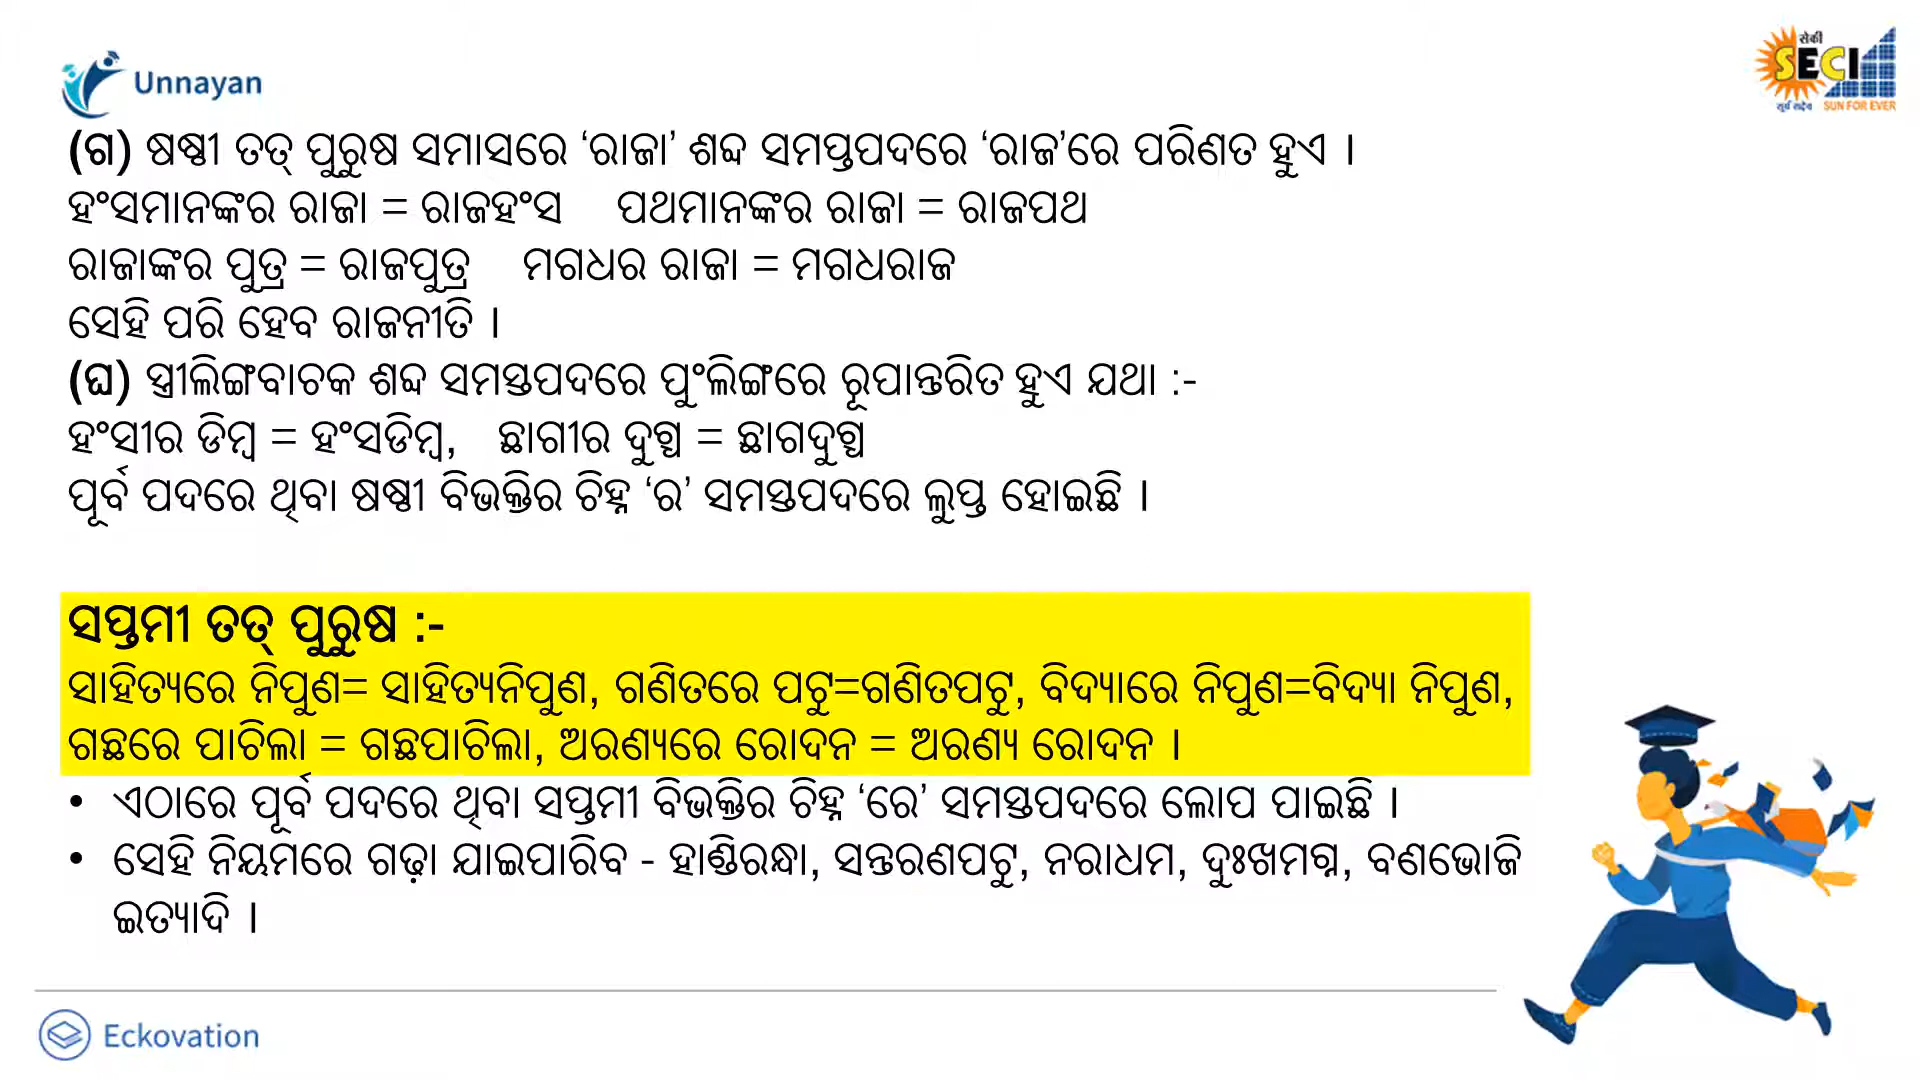 Unnayan
सेकी
SECI
सूर्य सदैव SUN FOR EVER
(ଗ) ଷଷ୍ଠୀ ତତ୍ ପୁରୁଷ ସମାସରେ ‘ରାଜା’ ଶବ୍ଦ ସମପ୍ତପଦରେ ‘ରାଜ’ରେ ପରିଣତ ହୁଏ ।
ହଂସମାନଙ୍କର ରାଜା = ରାଜହଂସ ପଥମାନଙ୍କର ରାଜା = ରାଜପଥ
ରାଜାଙ୍କର ପୁତ୍ର = ରାଜପୁତ୍ର ମଗଧର ରାଜା = ମଗଧରାଜ
ସେହି ପରି ହେବ ରାଜନୀତି ।
(ଘ) ସ୍ତ୍ରୀଲିଙ୍ଗବାଚକ ଶବ୍ଦ ସମସ୍ତପଦରେ ପୁଂଲିଙ୍ଗରେ ରୂପାନ୍ତରିତ ହୁଏ ଯଥା :-
ହଂସୀର ଡିମ୍ବ = ହଂସଡିମ୍ବ, ଛାଗୀର ଦୁଗ୍ଧ = ଛାଗଦୁଗ୍ଧ
ପୂର୍ବ ପଦରେ ଥିବା ଷଷ୍ଠୀ ବିଭକ୍ତିର ଚିହ୍ନ ‘ର’ ସମସ୍ତପଦରେ ଲୁପ୍ତ ହୋଇଛି ।
ସପ୍ତମୀ ତତ୍ ପୁରୁଷ :-
ସାହିତ୍ୟରେ ନିପୁଣ= ସାହିତ୍ୟନିପୁଣ, ଗଣିତରେ ପଟୁ=ଗଣିତପଟୁ, ବିଦ୍ୟାରେ ନିପୁଣ=ବିଦ୍ୟା ନିପୁଣ,
ଗଛରେ ପାଚିଲା = ଗଛପାଚିଲା, ଅରଣ୍ୟରେ ରୋଦନ = ଅରଣ୍ୟ ରୋଦନ ।
• ଏଠାରେ ପୂର୍ବ ପଦରେ ଥିବା ସପ୍ତମୀ ବିଭକ୍ତିର ଚିହ୍ନ ‘ରେ’ ସମସ୍ତପଦରେ ଲୋପ ପାଇଛି ।
• ସେହି ନିୟମରେ ଗଢ଼ା ଯାଇପାରିବ - ହାଣ୍ଡିରନ୍ଧା, ସନ୍ତରଣପଟୁ, ନରାଧମ, ଦୁଃଖମଗ୍ନ, ବଣଭୋଜି
ଇତ୍ୟାଦି ।
Eckovation